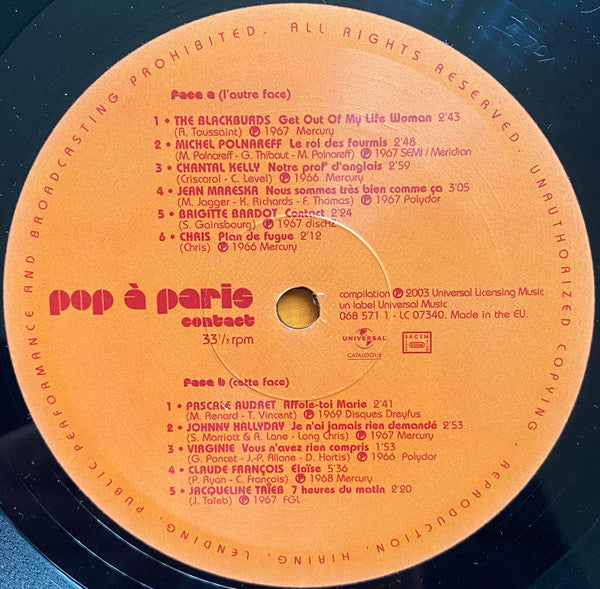 PUBLIC PERFORMANCE AND BROADCASTING PROHIBITED. ALL RIGHTS RESERVED. UNAUTHORIZED COPYING, REPRODUCTION, HIRING, LENDING,
Face a (l'autre face)
1 • THE BLACKBURDS Get Out Of My Life Woman 2'43
(A. Toussaint) ℗ 1967 Mercury
2 • MICHEL POLNAREFF Le roi des fourmis 2'48
(M. Polnareff - G. Thibaut - M. Polnareff) ℗ 1967 SEMI / Méridian
3 • CHANTAL KELLY Notre prof' d'anglais 2'59
(Criscarol - C. Level) ℗ 1966 Mercury
4 • JEAN MARESKA Nous sommes très bien comme ça 3'05
(M. Jagger - K. Richards - F. Thomas) ℗ 1967 Polydor
5 • BRIGITTE BARDOT Contact 2'24
(S. Gainsbourg) ℗ 1967 discAZ
6 • CHRIS Plan de fugue 2'12
(Chris) ℗ 1966 Mercury
pop à paris
contact
33 1/3 rpm
compilation ℗ 2003 Universal Licensing Music
un label Universal Music
068 571 1 - LC 07340. Made in the EU.
UNIVERSAL
CATALOGUE
SACEM
Face b (cette face)
1 • PASCALE AUDRET Affole-toi Marie 2'41
(M. Renard - T. Vincent) ℗ 1969 Disques Dreyfus
2 • JOHNNY HALLYDAY Je n'ai jamais rien demandé 2'53
(S. Marriott & R. Lane - Long Chris) ℗ 1967 Mercury
3 • VIRGINIE Vous n'avez rien compris 1'53
(G. Poncet - J.-P. Allane - D. Hortis) ℗ 1966 Polydor
4 • CLAUDE FRANÇOIS Eloïse 5'36
(P. Ryan - C. François) ℗ 1968 Mercury
5 • JACQUELINE TAÏEB 7 heures du matin 2'20
(J. Taïeb) ℗ 1967 FGL